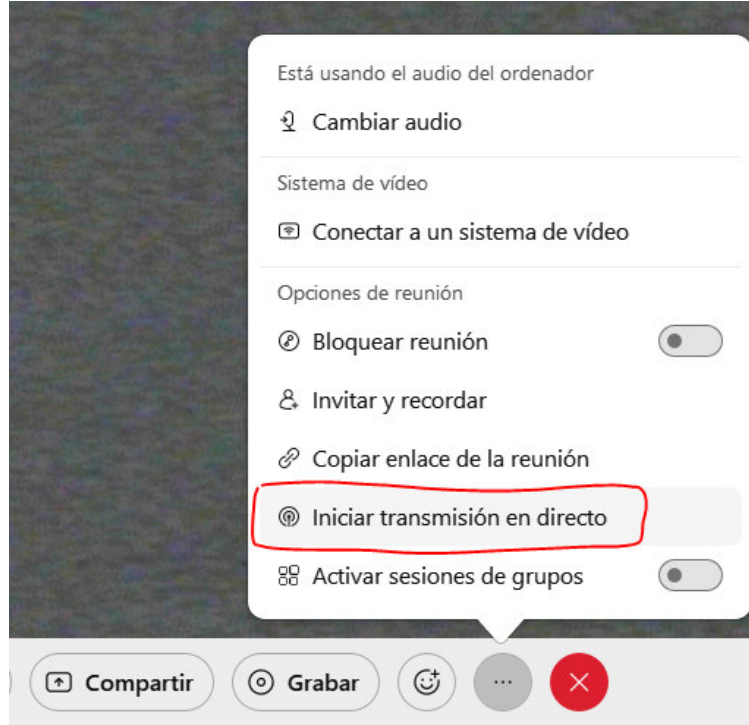 Está usando el audio del ordenador
Cambiar audio
Sistema de vídeo
Conectar a un sistema de vídeo
Opciones de reunión
Bloquear reunión
Invitar y recordar
Copiar enlace de la reunión
Iniciar transmisión en directo
Activar sesiones de grupos
Compartir Grabar